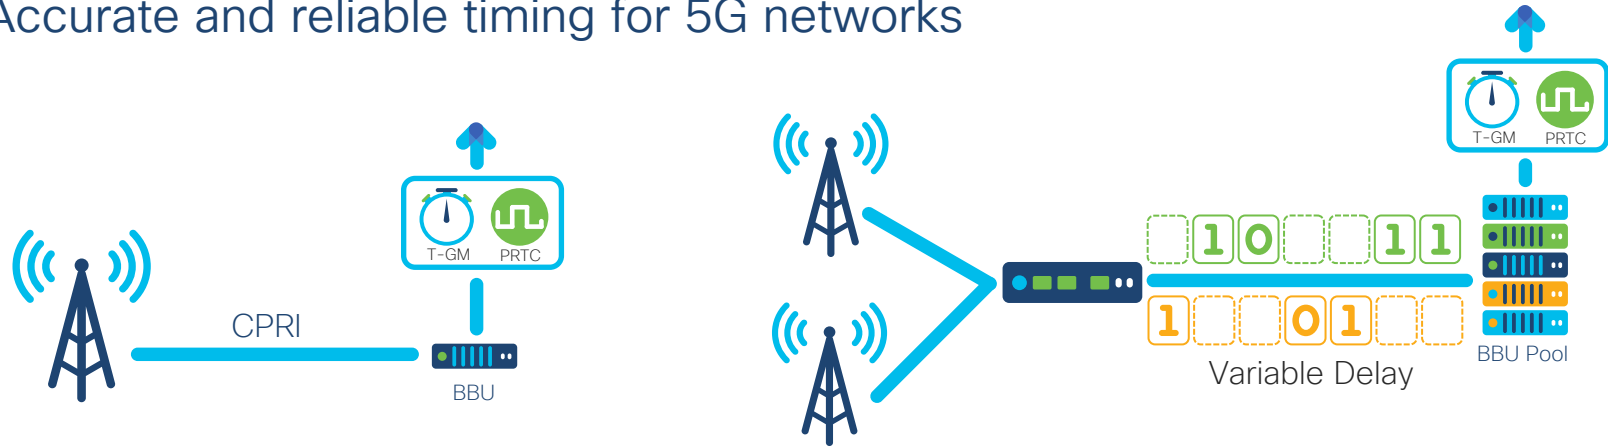 Accurate and reliable timing for 5G networks
T-GM PRTC
CPRI
BBU
T-GM PRTC
1 0 1 1
1 0 1
Variable Delay
BBU Pool